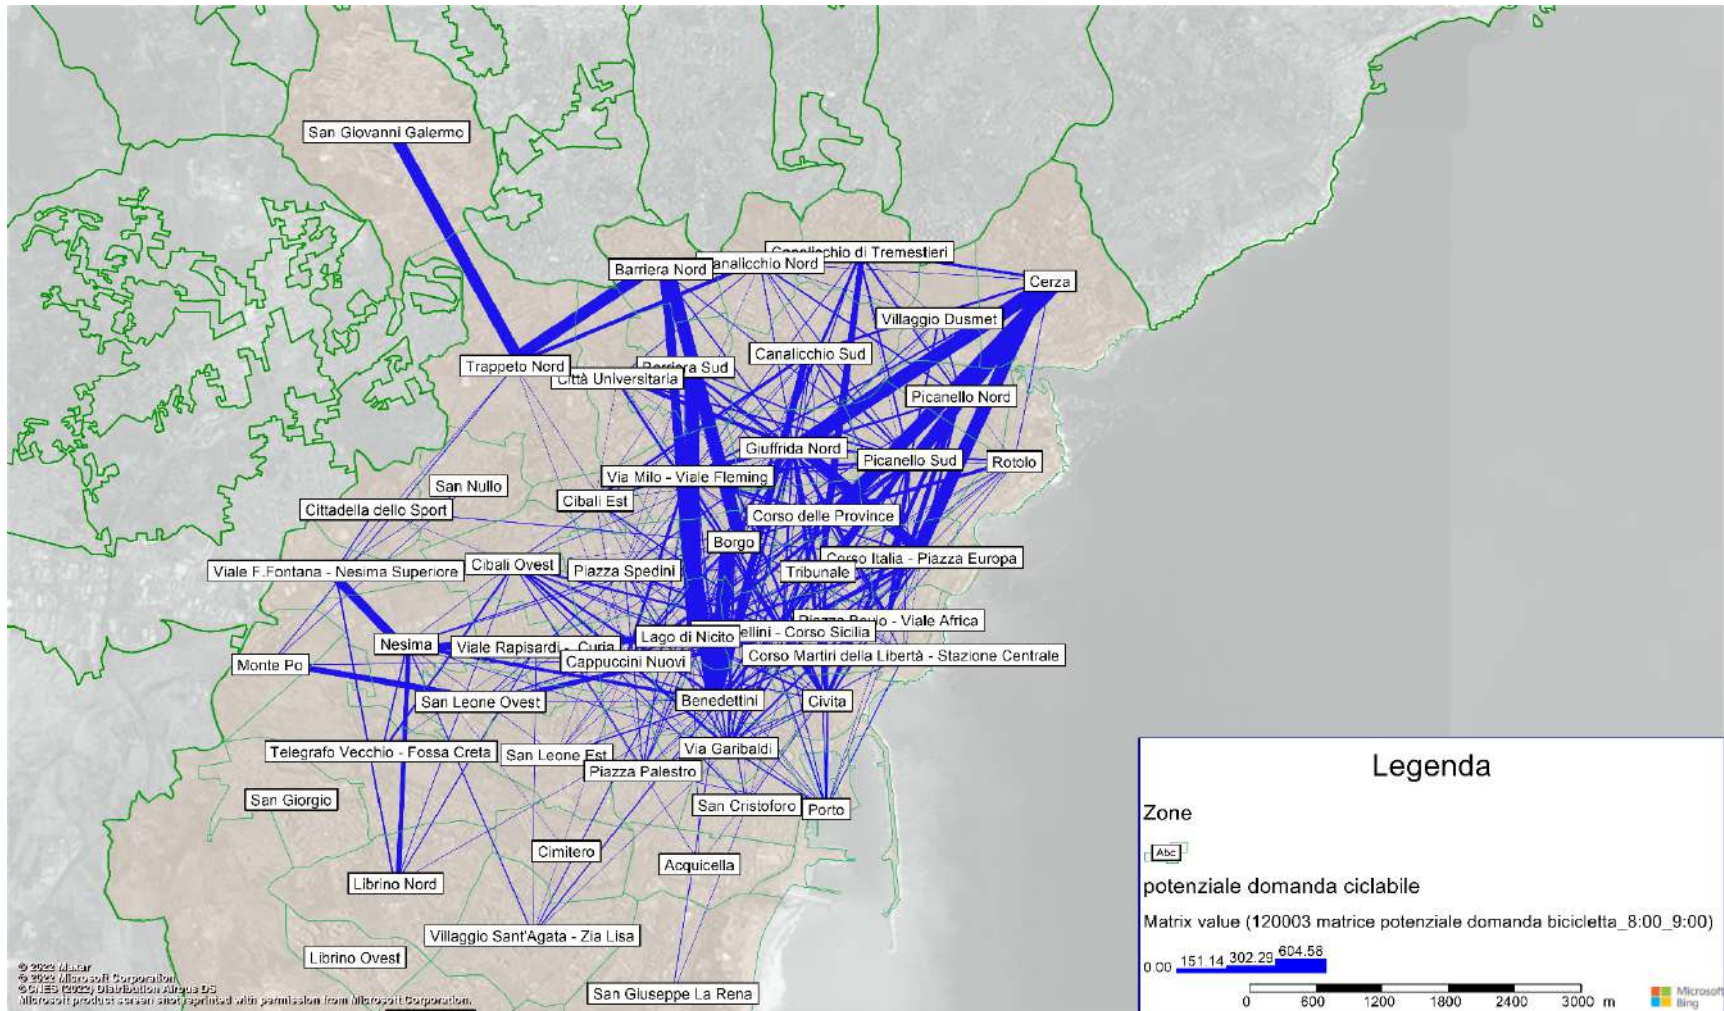 San Giovanni Galermo
Canalicchio di Tremestieri
Canalicchio Nord
Barriera Nord
Cerza
Villaggio Dusmet
Canalicchio Sud
Trappeto Nord
Barriera Sud
Città Universitaria
Picanello Nord
Giuffrida Nord
Picanello Sud
Rotolo
Via Milo - Viale Fleming
San Nullo
Cibali Est
Cittadella dello Sport
Corso delle Province
Borgo
Corso Italia - Piazza Europa
Viale F.Fontana - Nesima Superiore
Cibali Ovest
Piazza Spedini
Tribunale
- Viale Africa
Lago di Nicito
ellini - Corso Sicilia
Nesima
Viale Rapisardi - Curia
Cappuccini Nuovi
Corso Martiri della Libertà - Stazione Centrale
Monte Po
San Leone Ovest
Benedettini
Civita
Telegrafo Vecchio - Fossa Creta
San Leone Est
Via Garibaldi
Piazza Palestro
San Giorgio
San Cristoforo
Porto
Cimitero
Acquicella
Librino Nord
Villaggio Sant'Agata - Zia Lisa
Librino Ovest
San Giuseppe La Rena
© 2022 Maxar
© 2022 Microsoft Corporation
© CNES (2022) Distribution Airbus DS
Microsoft product screen shot reprinted with permission from Microsoft Corporation.
Legenda
Zone
Abc
potenziale domanda ciclabile
Matrix value (120003 matrice potenziale domanda bicicletta_8:00_9:00)
0.00 151.14 302.29 604.58
0 600 1200 1800 2400 3000 m
Microsoft
Bing